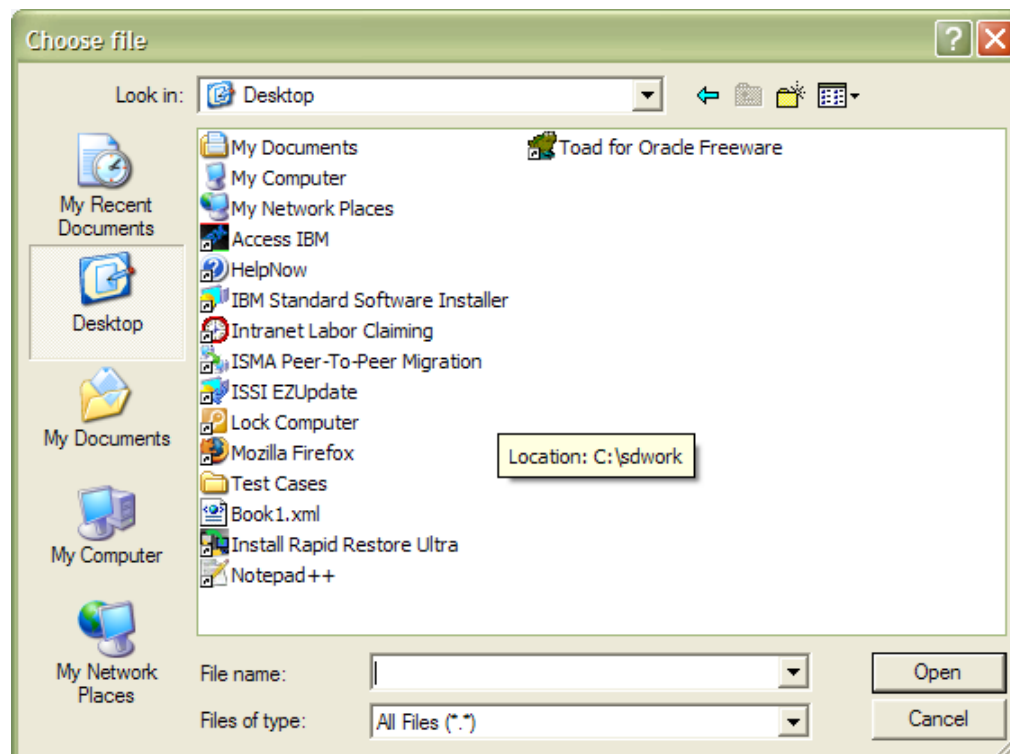 Choose file
Look in:
Desktop
My Recent
Documents
Desktop
My Documents
My Computer
My Network
Places
My Documents
My Computer
My Network Places
Access IBM
HelpNow
IBM Standard Software Installer
Intranet Labor Claiming
ISMA Peer-To-Peer Migration
ISSI EZUpdate
Lock Computer
Mozilla Firefox
Test Cases
Book1.xml
Install Rapid Restore Ultra
Notepad++
Toad for Oracle Freeware
Location: C:\sdwork
File name:
Open
Files of type:
All Files (*.*)
Cancel